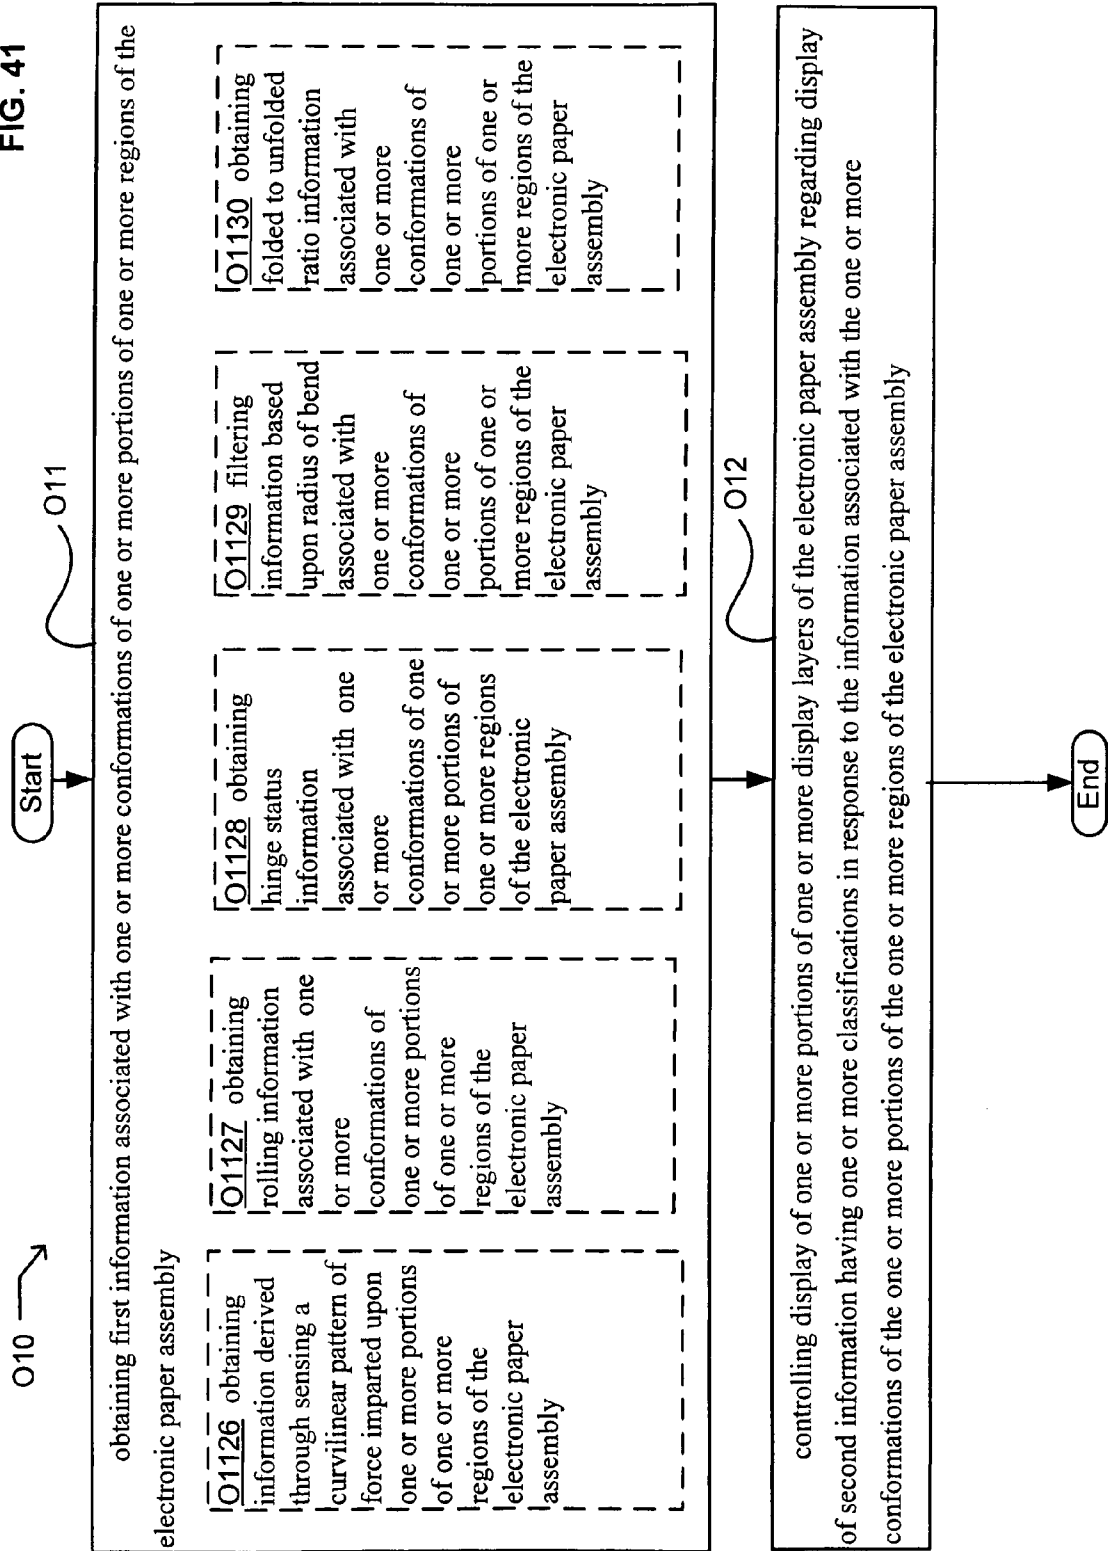 FIG. 41
O10
Start
O11
obtaining first information associated with one or more conformations of one or more portions of one or more regions of the
electronic paper assembly
O1126 obtaining
information derived
through sensing a
curvilinear pattern of
force imparted upon
one or more portions
of one or more
regions of the
electronic paper
assembly
O1127 obtaining
rolling information
associated with one
or more
conformations of
one or more portions
of one or more
regions of the
electronic paper
assembly
O1128 obtaining
hinge status
information
associated with one
or more
conformations of one
or more portions of
one or more regions
of the electronic
paper assembly
O1129 filtering
information based
upon radius of bend
associated with
one or more
conformations of
one or more
portions of one or
more regions of the
electronic paper
assembly
O1130 obtaining
folded to unfolded
ratio information
associated with
one or more
conformations of
one or more
portions of one or
more regions of the
electronic paper
assembly
O12
controlling display of one or more portions of one or more display layers of the electronic paper assembly regarding display
of second information having one or more classifications in response to the information associated with the one or more
conformations of the one or more portions of the one or more regions of the electronic paper assembly
End